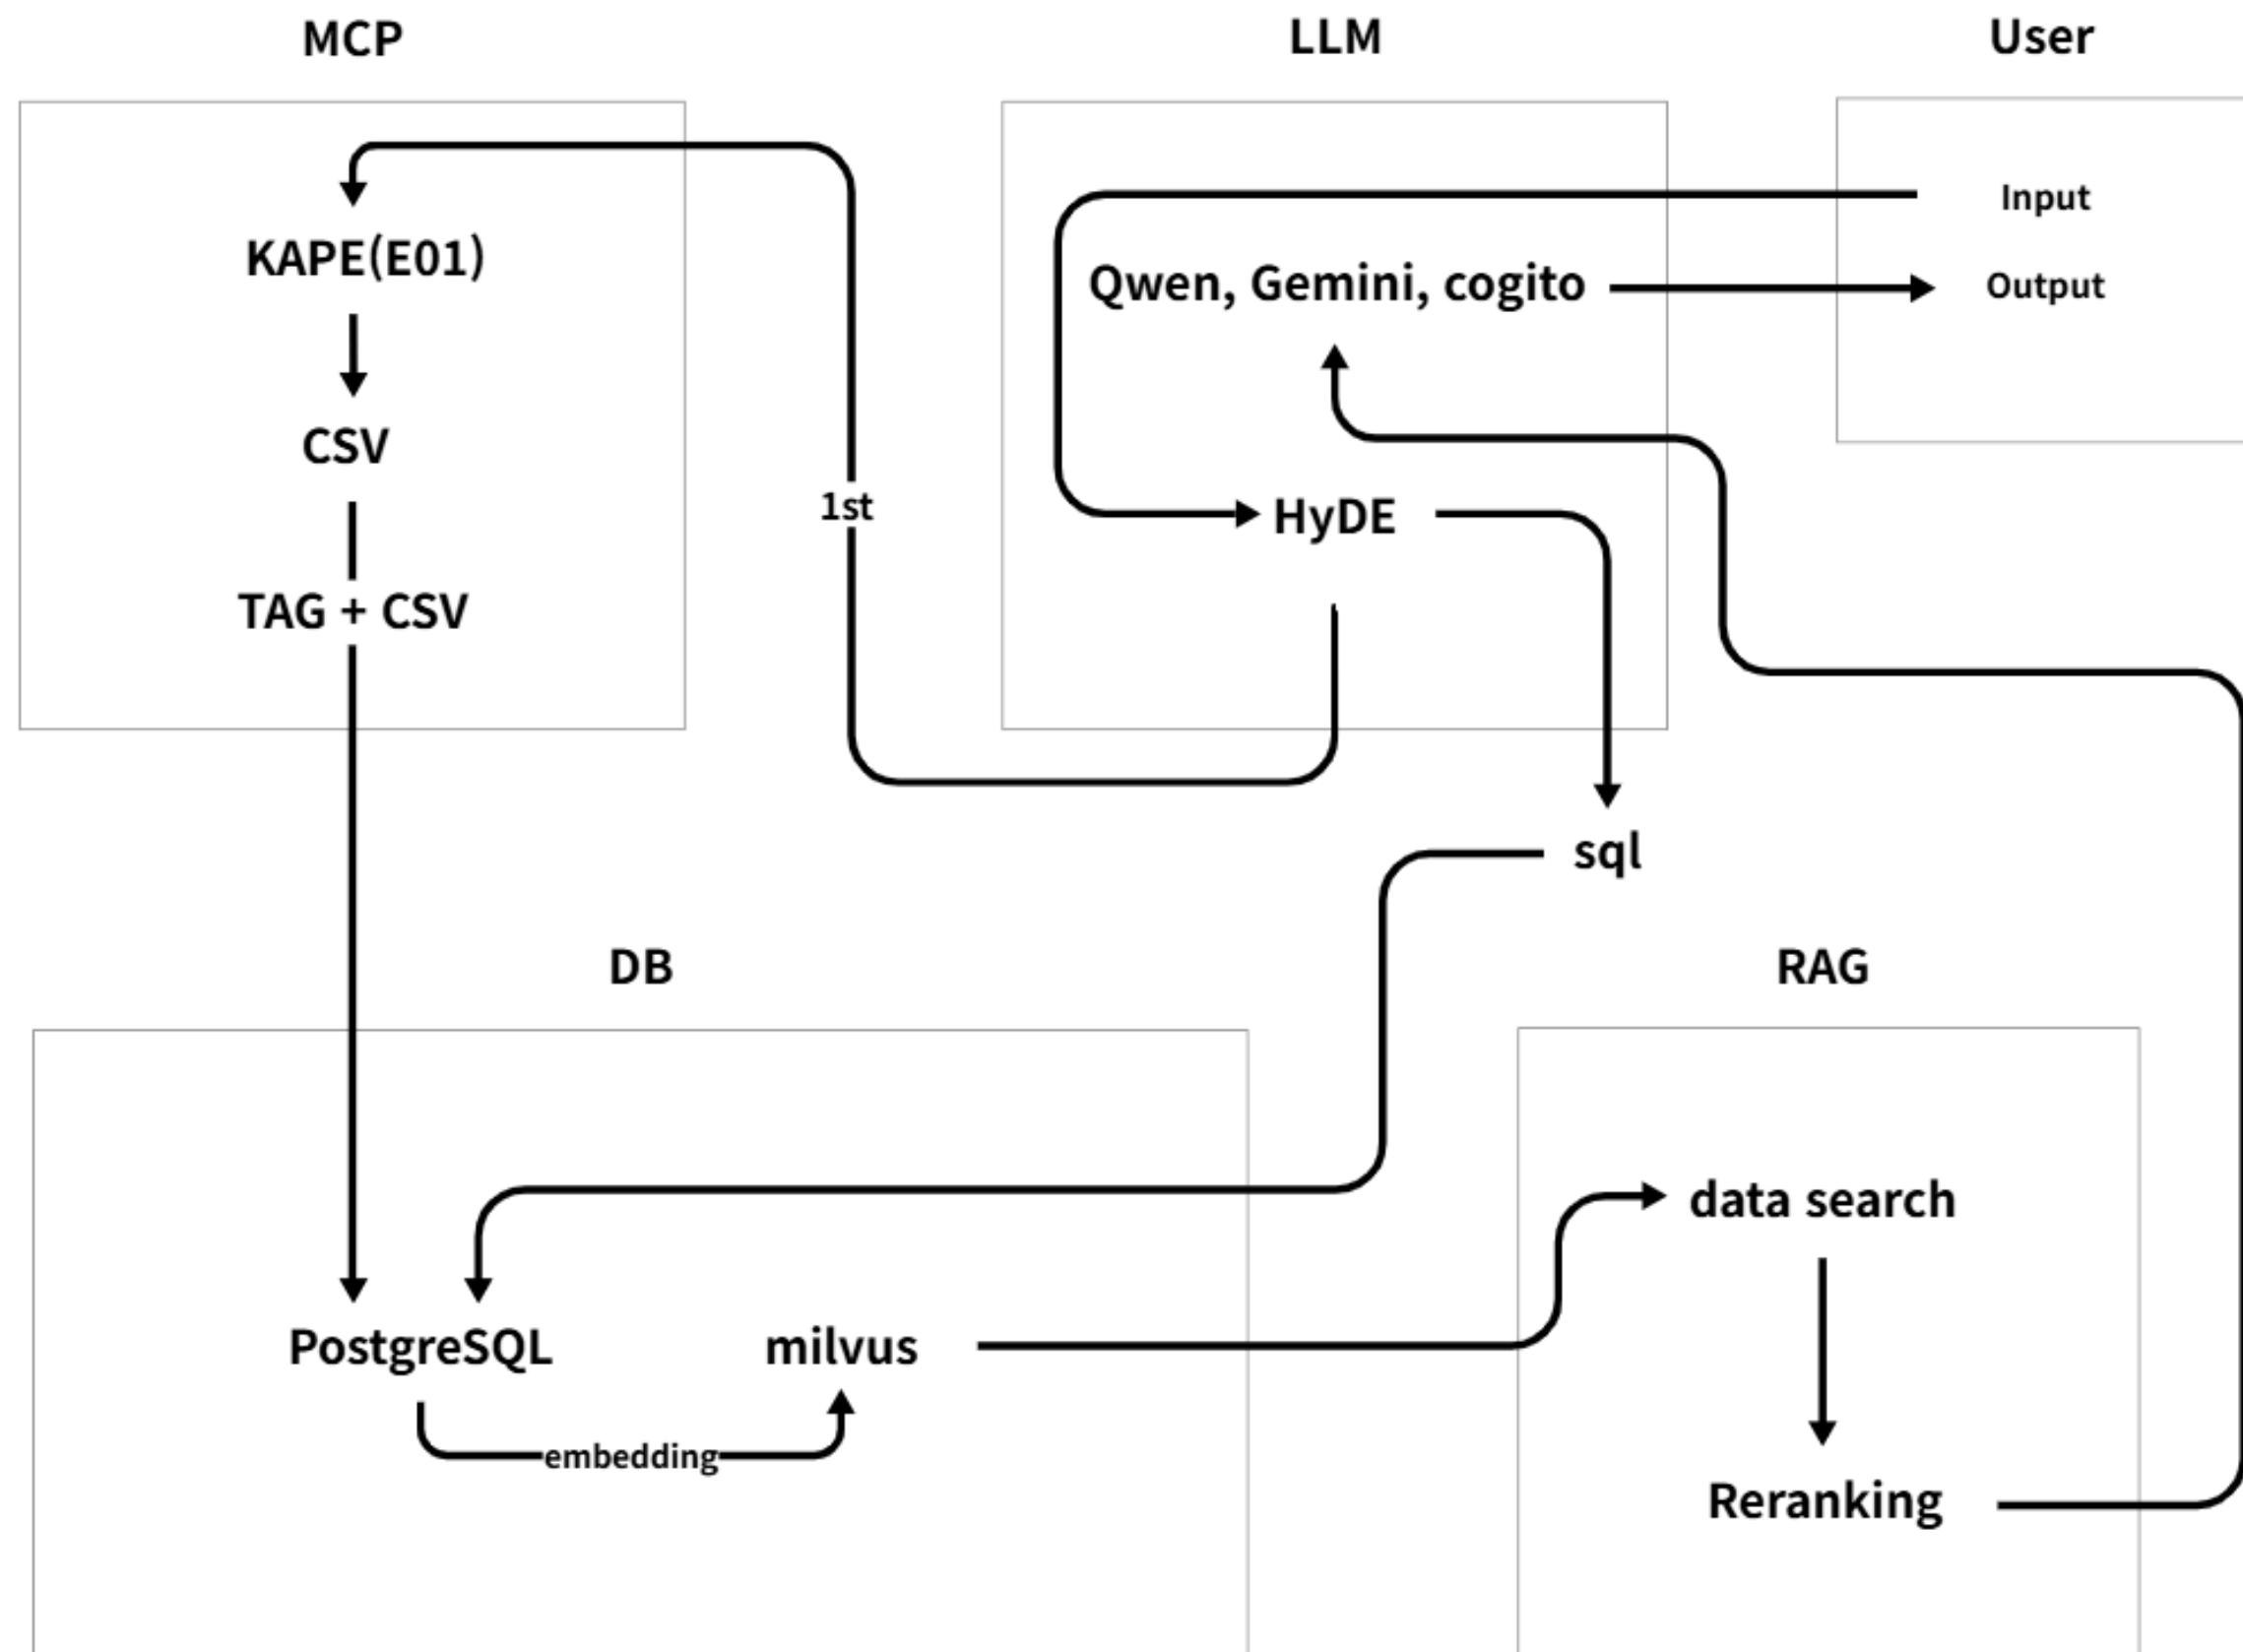 MCP
LLM
User
KAPE(E01)
CSV
TAG + CSV
1st
Qwen, Gemini, cogito
HyDE
Input
Output
sql
DB
RAG
PostgreSQL
milvus
embedding
data search
Reranking